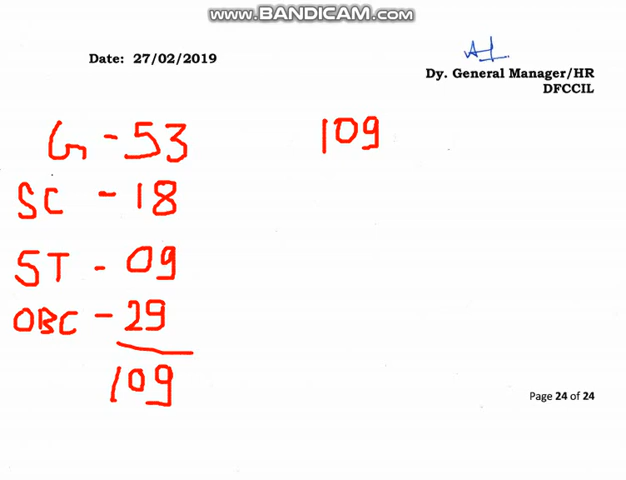 www.BANDICAM.com
Date: 27/02/2019
Dy. General Manager/HR
DFCCIL
G - 53
109
SC - 18
ST - 09
OBC - 29
109
Page 24 of 24